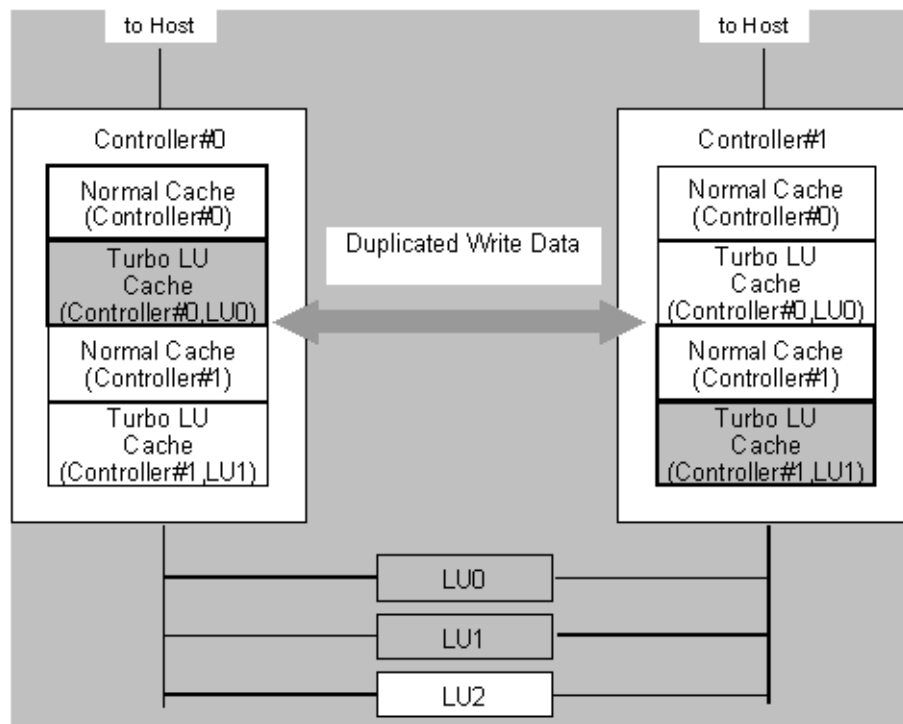 to Host
to Host
Controller#0
Normal Cache
(Controller#0)
Turbo LU
Cache
(Controller#0,LU0)
Normal Cache
(Controller#1)
Turbo LU
Cache
(Controller#1,LU1)
Duplicated Write Data
Controller#1
Normal Cache
(Controller#0)
Turbo LU
Cache
(Controller#0,LU0)
Normal Cache
(Controller#1)
Turbo LU
Cache
(Controller#1,LU1)
LU0
LU1
LU2